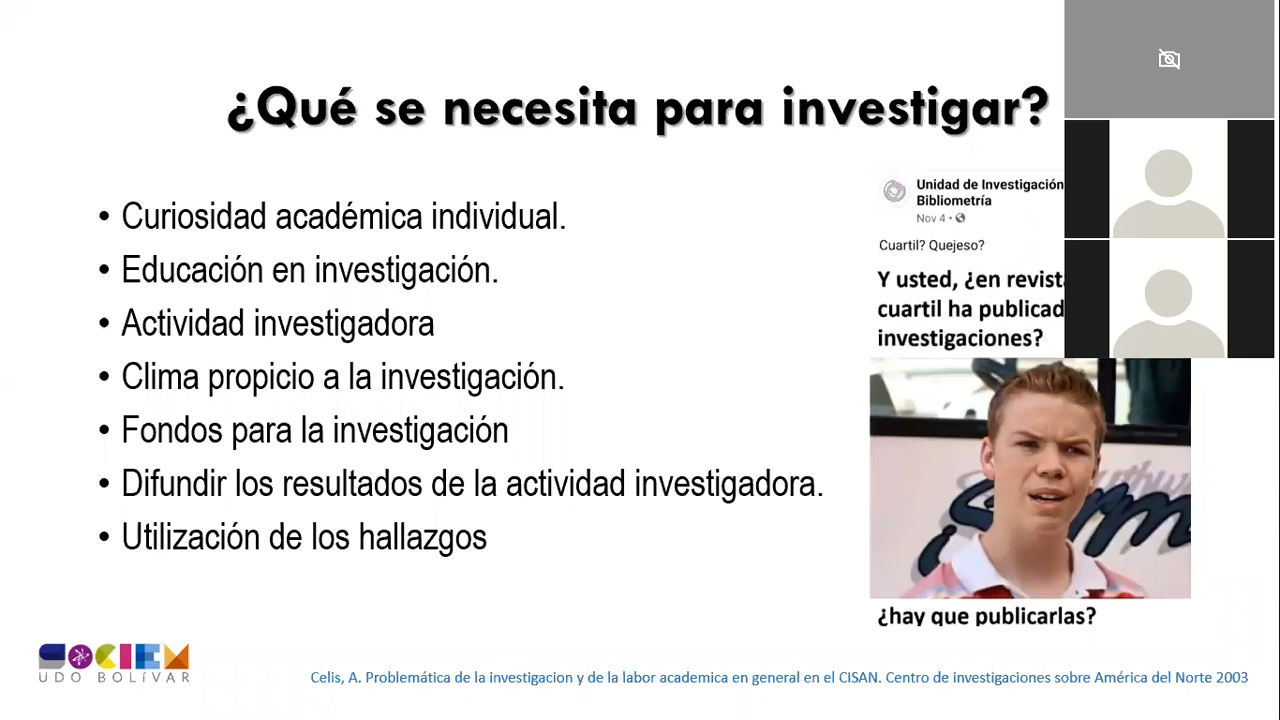 ¿Qué se necesita para investigar?
• Curiosidad académica individual.
• Educación en investigación.
• Actividad investigadora
• Clima propicio a la investigación.
• Fondos para la investigación
• Difundir los resultados de la actividad investigadora.
• Utilización de los hallazgos
Unidad de Investigación
Bibliometría
Nov 4 •
Cuartil? Quejeso?
Y usted, ¿en
cuartil ha
investigaciones?
¿hay que publicarlas?
SOCIEM
UDO BOLÍVAR
Celis, A. Problemática de la investigacion y de la labor academica en general en el CISAN. Centro de investigaciones sobre América del Norte 2003